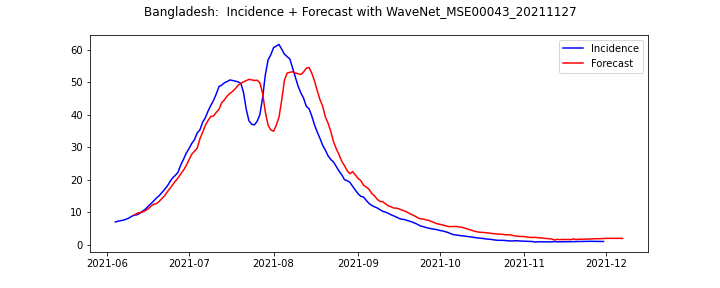 Bangladesh:  Incidence + Forecast with WaveNet_MSE00043_20211127
Incidence
Forecast
60
50
40
30
20
10
0
2021-06 2021-07 2021-08 2021-09 2021-10 2021-11 2021-12